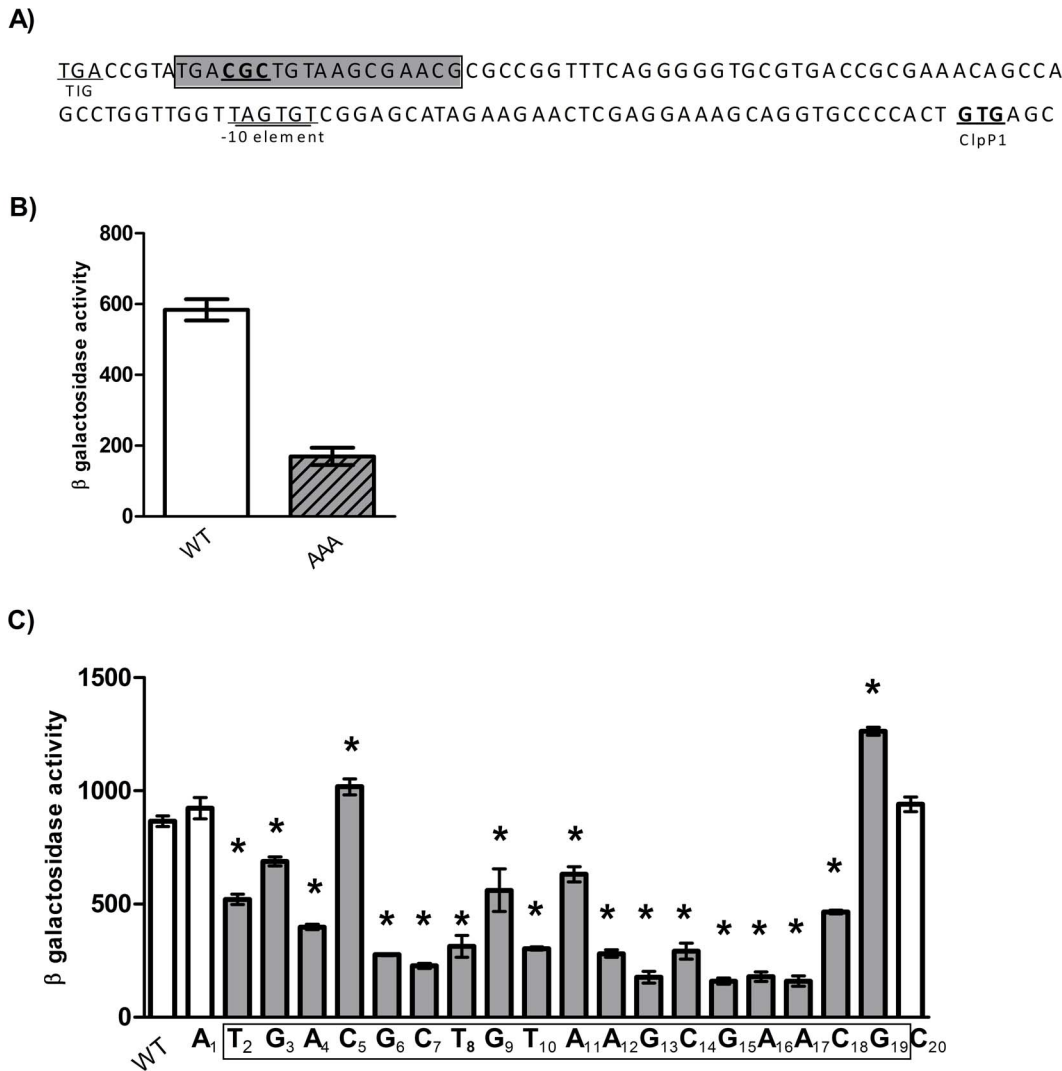 A)
TGACCGTATGACGCTGTAAGCGAACGCGCCGGTTTCAGGGGGTGCGTGACCGCGAAACAGCCA
TIG
GCCTGGTTGGTTTAGTGTCGGAGCATAGAAGAACTCGAGGAAAGCAGGTGCCCCACT GTGAGC
-10 element
ClpP1
B)
β galactosidase activity
800
600
400
200
0
WT
AAA
C)
β galactosidase activity
1500
1000
500
0
* * * * * * * * * * * * * * * * * *
WT A1 T2 G3 A4 C5 G6 C7 T8 G9 T10 A11 A12 G13 C14 G15 A16 A17 C18 G19 C20